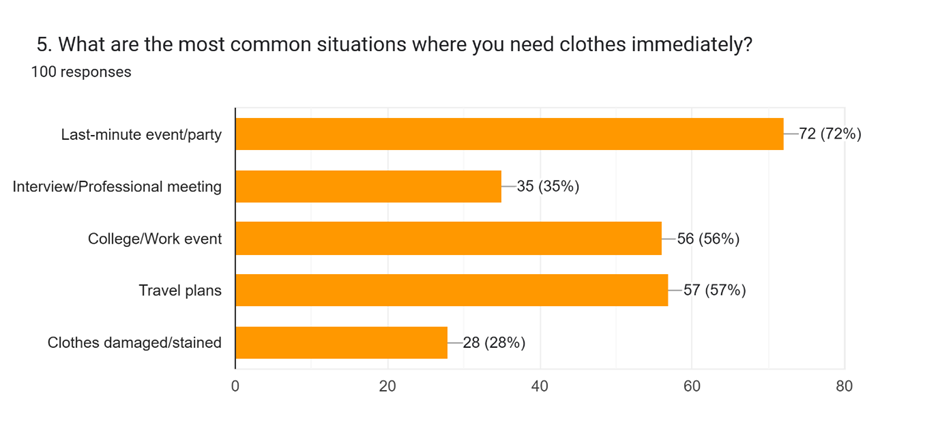 5. What are the most common situations where you need clothes immediately?
100 responses
Last-minute event/party
72 (72%)
Interview/Professional meeting
35 (35%)
College/Work event
56 (56%)
Travel plans
57 (57%)
Clothes damaged/stained
28 (28%)
0 20 40 60 80